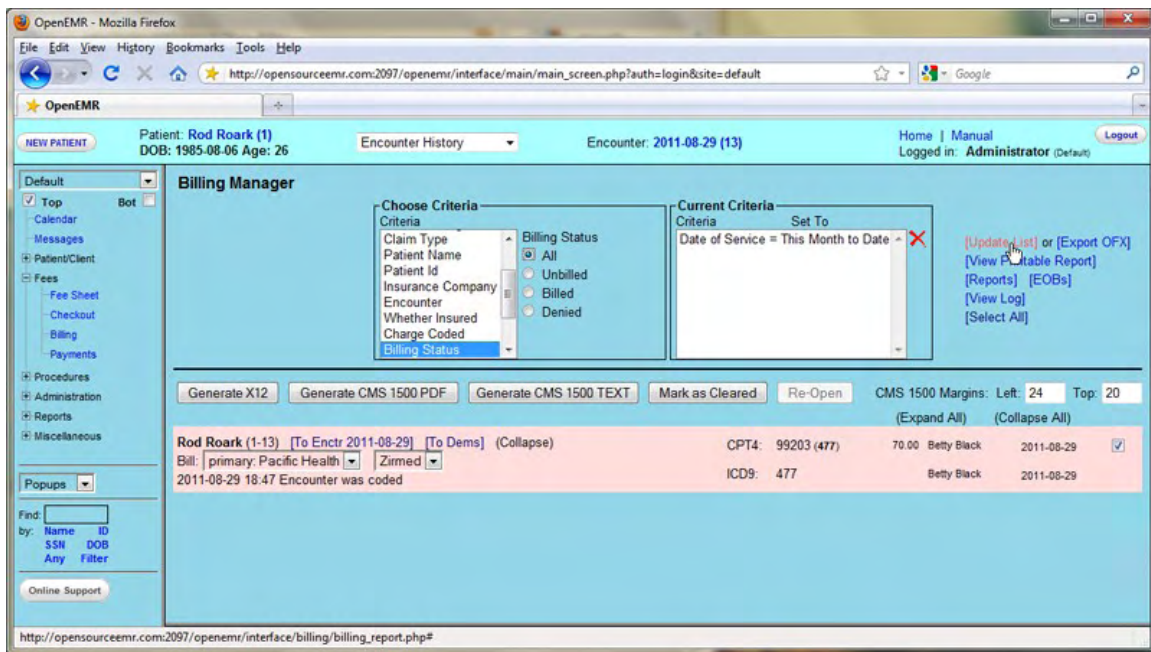 OpenEMR - Mozilla Firefox
File Edit View History Bookmarks Tools Help
http://opensourceemr.com:2097/openemr/interface/main/main_screen.php?auth=login&site=default
Google
OpenEMR
NEW PATIENT
Patient: Rod Roark (1)
DOB: 1985-08-06 Age: 26
Encounter History
Encounter: 2011-08-29 (13)
Home | Manual
Logged in: Administrator (Default)
Logout
Default
Top Bot
Calendar
Messages
Patient/Client
Fees
Fee Sheet
Checkout
Billing
Payments
Procedures
Administration
Reports
Miscellaneous
Popups
Find:
by: Name ID
SSN DOB
Any Filter
Online Support
Billing Manager
Choose Criteria
Criteria
Claim Type
Patient Name
Patient Id
Insurance Company
Encounter
Whether Insured
Charge Coded
Billing Status
Billing Status
All
Unbilled
Billed
Denied
Current Criteria
Criteria Set To
Date of Service = This Month to Date
[Update List] or [Export OFX]
[View Printable Report]
[Reports] [EOBs]
[View Log]
[Select All]
Generate X12 Generate CMS 1500 PDF Generate CMS 1500 TEXT Mark as Cleared Re-Open CMS 1500 Margins: Left: 24 Top: 20
(Expand All) (Collapse All)
Rod Roark (1-13) [To Enctr 2011-08-29] [To Dems] (Collapse) CPT4: 99203 (477) 70.00 Betty Black 2011-08-29
Bill: primary: Pacific Health Zirmed
2011-08-29 18:47 Encounter was coded ICD9: 477 Betty Black 2011-08-29
http://opensourceemr.com:2097/openemr/interface/billing/billing_report.php#